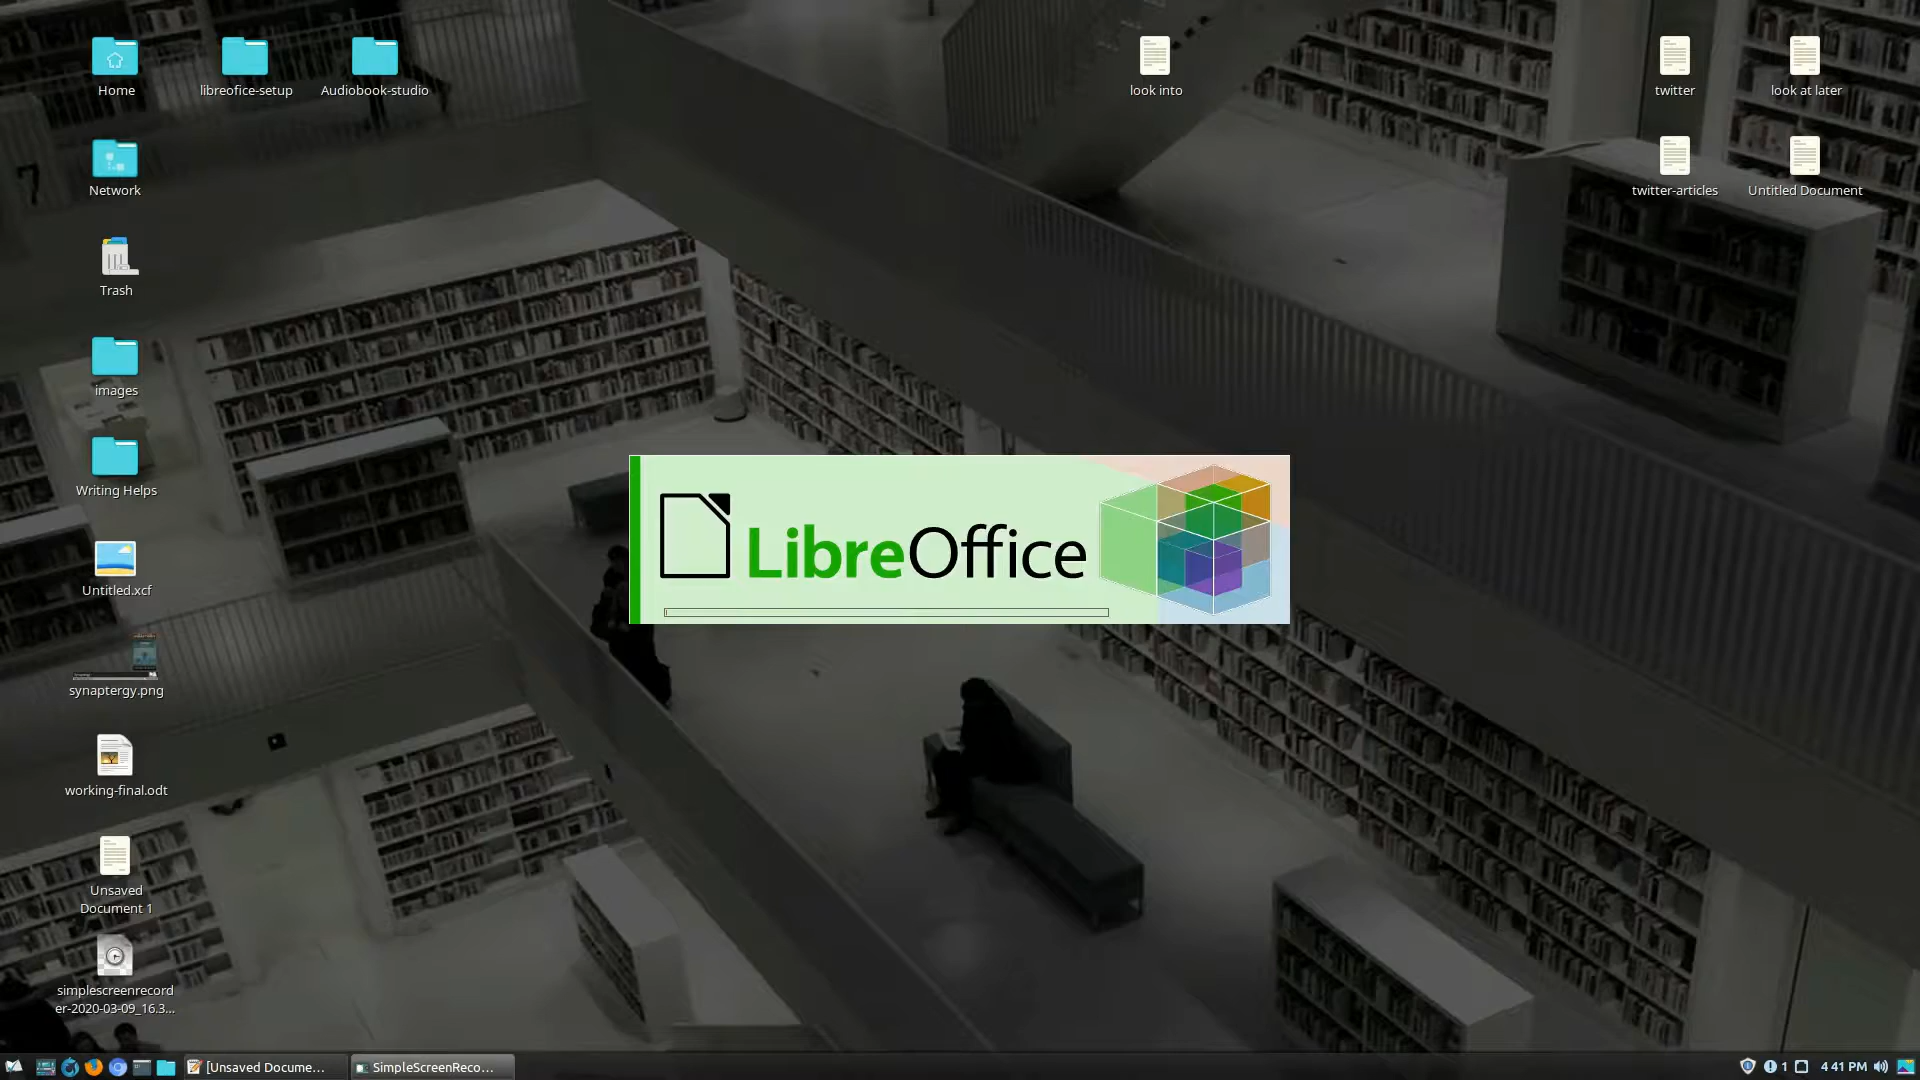 Home
libreofice-setup
Audiobook-studio
look into
twitter
look at later
Network
twitter-articles
Untitled Document
Trash
images
Writing Helps
LibreOffice
Untitled.xcf
synaptergy.png
working-final.odt
Unsaved
Document 1
simplescreenrecord
er-2020-03-09_16.3...
[Unsaved Docume...
SimpleScreenReco...
1
4:41 PM